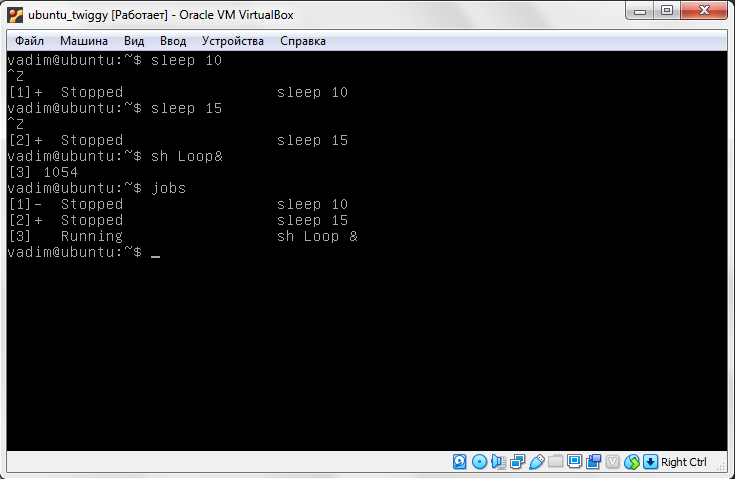 ubuntu_twiggy [Работает] - Oracle VM VirtualBox
Файл Машина Вид Ввод Устройства Справка
vadim@ubuntu:~$ sleep 10
^Z
[1]+  Stopped                 sleep 10
vadim@ubuntu:~$ sleep 15
^Z
[2]+  Stopped                 sleep 15
vadim@ubuntu:~$ sh Loop&
[3] 1054
vadim@ubuntu:~$ jobs
[1]-  Stopped                 sleep 10
[2]+  Stopped                 sleep 15
[3]   Running                 sh Loop &
vadim@ubuntu:~$ _
Right Ctrl